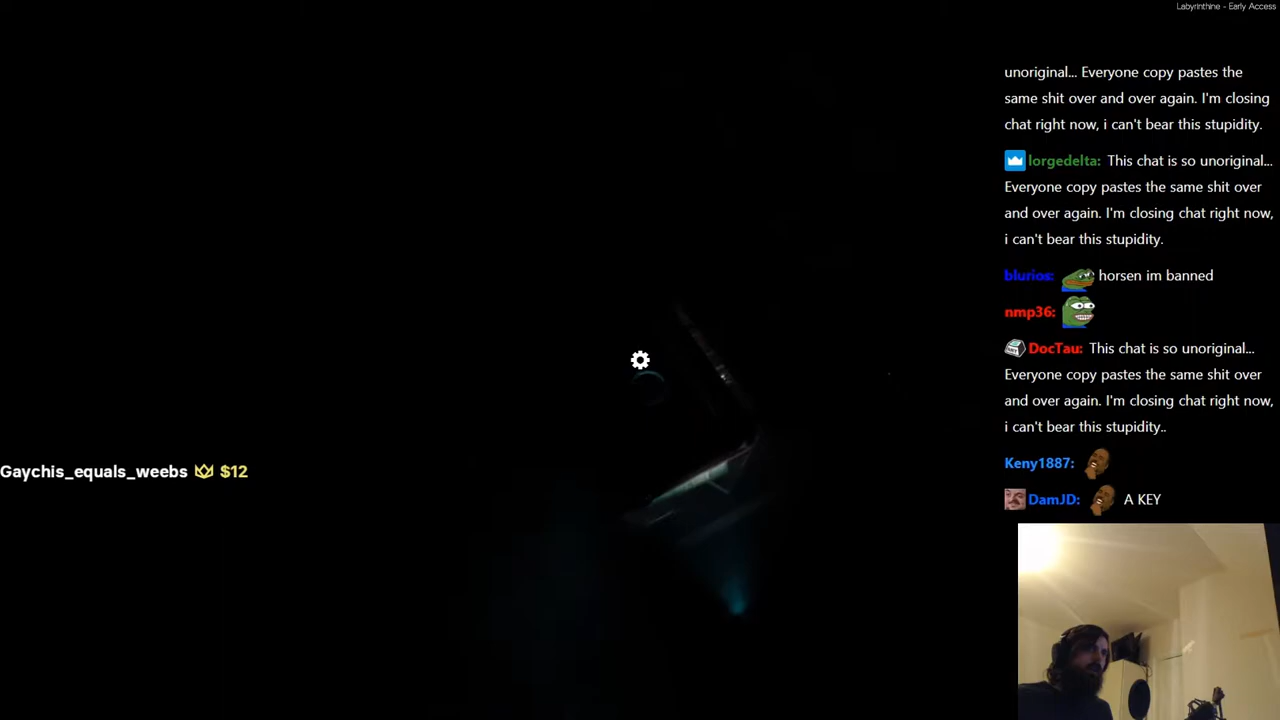 Labyrinthine - Early Access
unoriginal... Everyone copy pastes the
same shit over and over again. I'm closing
chat right now, i can't bear this stupidity.
lorgedelta: This chat is so unoriginal...
Everyone copy pastes the same shit over
and over again. I'm closing chat right now,
i can't bear this stupidity.
blurios: horsen im banned
nmp36:
DocTau: This chat is so unoriginal...
Everyone copy pastes the same shit over
and over again. I'm closing chat right now,
i can't bear this stupidity..
Keny1887:
DamJD: A KEY
Gaychis_equals_weebs $12